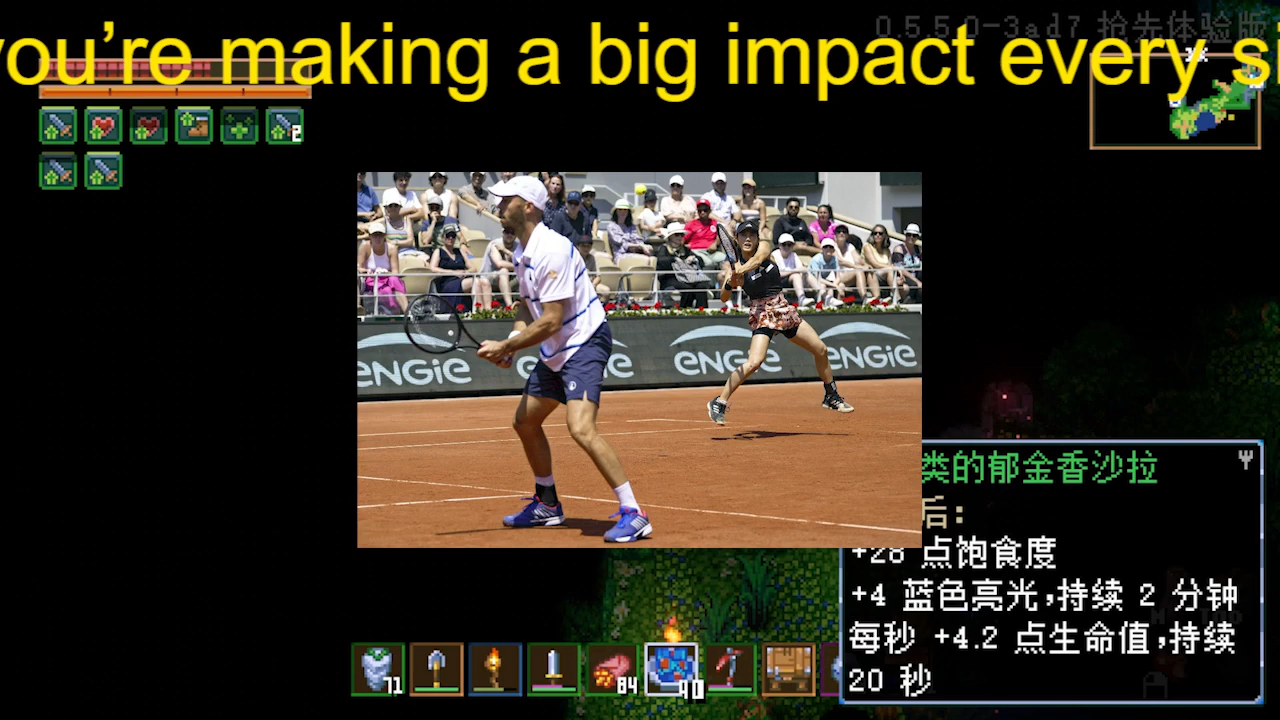 0.5.5.0-3ad7 抢先体验版
you’re making a big impact every si
ENGIE ENGIE ENGIE ENGIE
2
类的郁金香沙拉
后:
+28 点饱食度
+4 蓝色亮光,持续 2 分钟
每秒 +4.2 点生命值,持续
20 秒
71
84
90